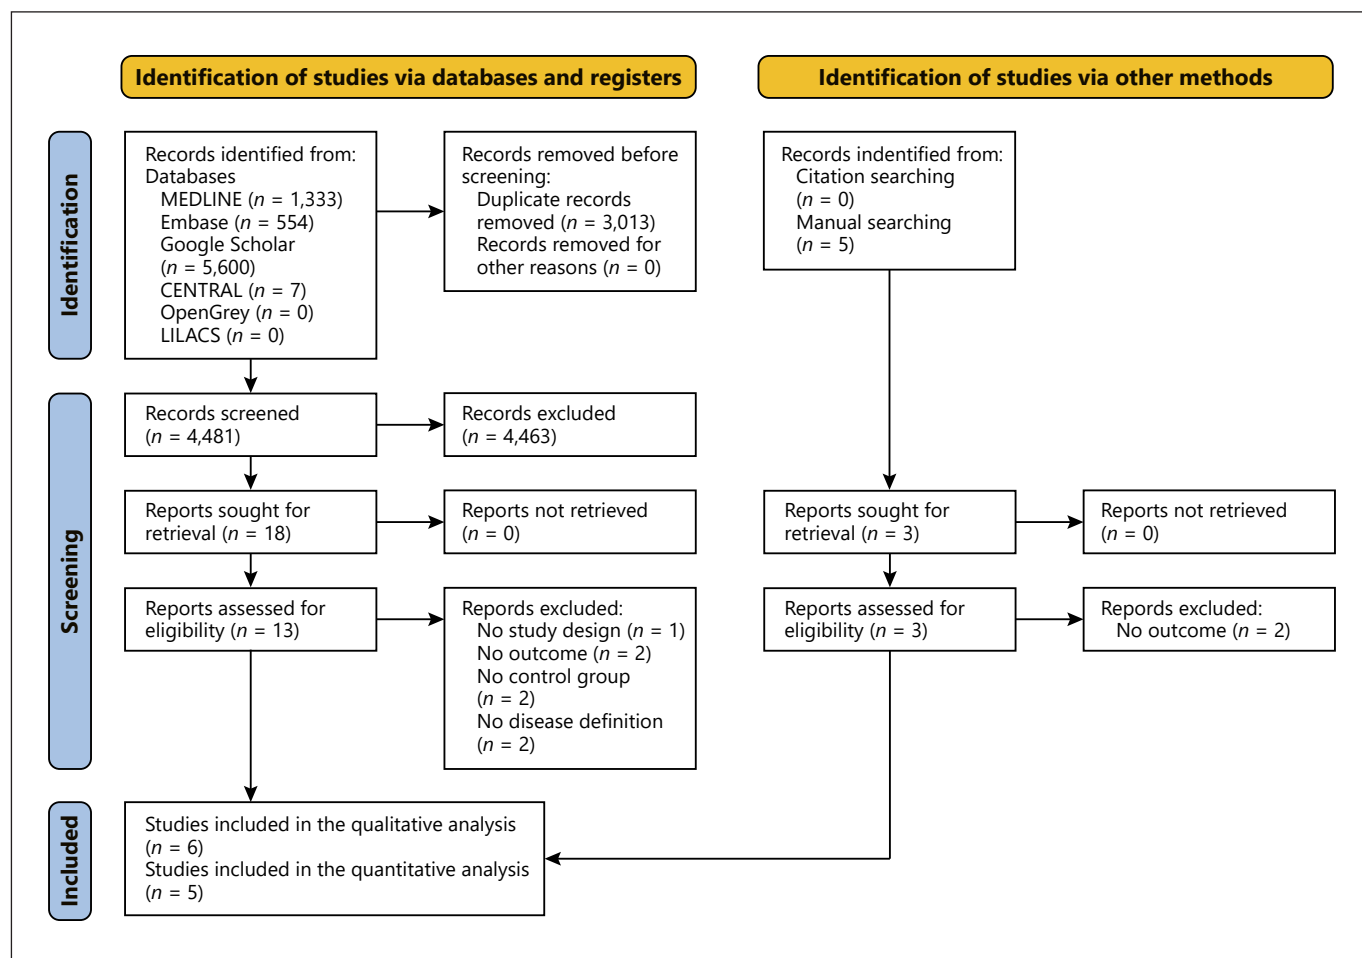 Identification of studies via databases and registers
Identification of studies via other methods
Identification
Records identified from:
Databases
MEDLINE (n = 1,333)
Embase (n = 554)
Google Scholar
(n = 5,600)
CENTRAL (n = 7)
OpenGrey (n = 0)
LILACS (n = 0)
Records removed before
screening:
Duplicate records
removed (n = 3,013)
Records removed for
other reasons (n = 0)
Records indentified from:
Citation searching
(n = 0)
Manual searching
(n = 5)
Screening
Records screened
(n = 4,481)
Records excluded
(n = 4,463)
Reports sought for
retrieval (n = 18)
Reports not retrieved
(n = 0)
Reports sought for
retrieval (n = 3)
Reports not retrieved
(n = 0)
Reports assessed for
eligibility (n = 13)
Reports excluded:
No study design (n = 1)
No outcome (n = 2)
No control group
(n = 2)
No disease definition
(n = 2)
Reports assessed for
eligibility (n = 3)
Reports excluded:
No outcome (n = 2)
Included
Studies included in the qualitative analysis
(n = 6)
Studies included in the quantitative analysis
(n = 5)